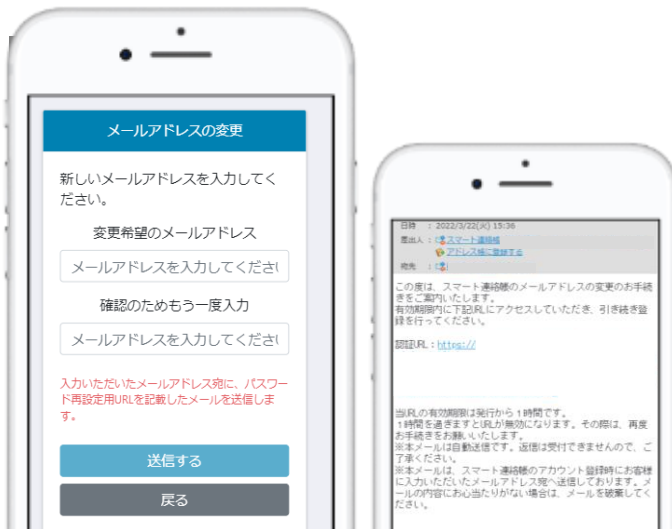 メールアドレスの変更
新しいメールアドレスを入力してく
ださい。
変更希望のメールアドレス
メールアドレスを入力してくださ
確認のためもう一度入力
メールアドレスを入力してくださ
入力いただいたメールアドレス宛に、パスワー
ド再設定用URLを記載したメールを送信しま
す。
送信する
戻る
日時 : 2022/3/22(火) 15:36
差出人 : スマート連絡帳
アドレス帳に登録する
宛先 :
この度は、スマート連絡帳のメールアドレスの変更のお手続
きをご案内いたします。
有効期限内に下記URLにアクセスしていただき、引き続き登
録を行ってください。
認証URL : https://
当URLの有効期限は発行から1時間です。
1時間を過ぎますとURLが無効になります。その際は、再度
お手続きをお願いいたします。
※本メールは自動送信です。返信は受付できませんので、ご
了承ください。
※本メールは、スマート連絡帳のアカウント登録時にお客様
に入力いただいたメールアドレス宛へ送信しております。メ
ールの内容にお心当たりがない場合は、メールを破棄してく
ださい。